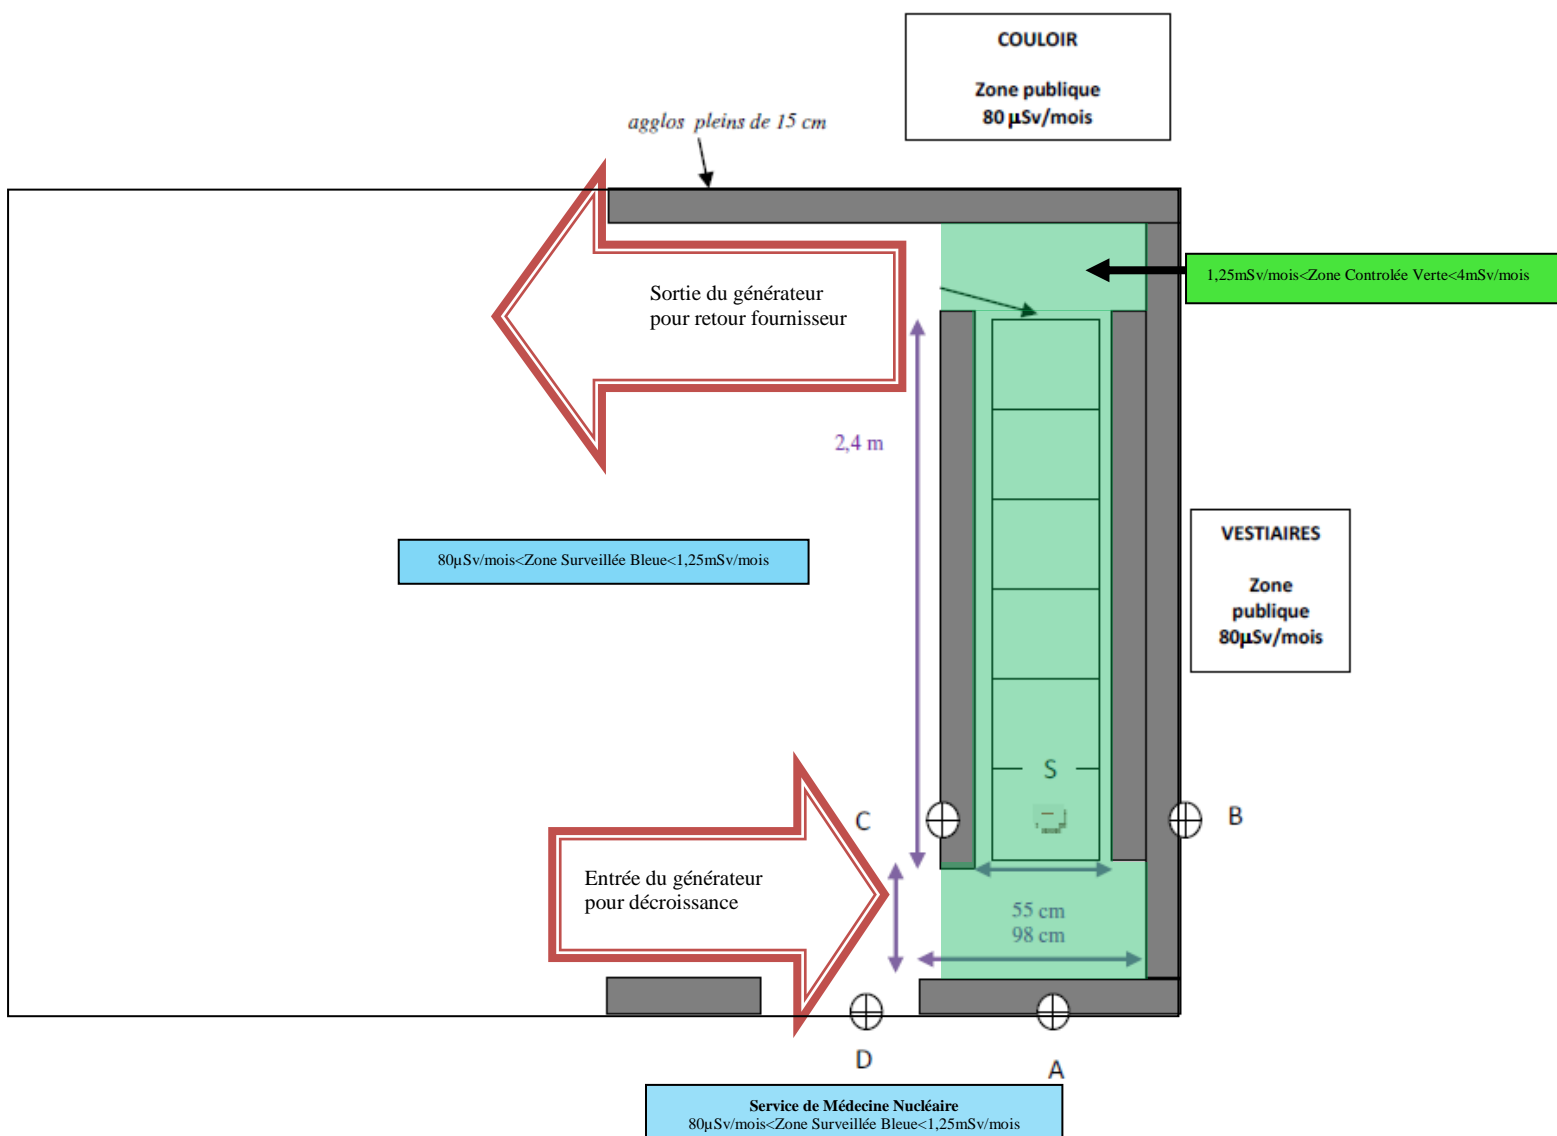 COULOIR
Zone publique
80 µSv/mois
agglos pleins de 15 cm
1,25mSv/mois<Zone Controlée Verte<4mSv/mois
Sortie du générateur
pour retour fournisseur
2,4 m
VESTIAIRES
Zone
publique
80µSv/mois
80µSv/mois<Zone Surveillée Bleue<1,25mSv/mois
S
C
B
Entrée du générateur
pour décroissance
55 cm
98 cm
D
A
Service de Médecine Nucléaire
80µSv/mois<Zone Surveillée Bleue<1,25mSv/mois